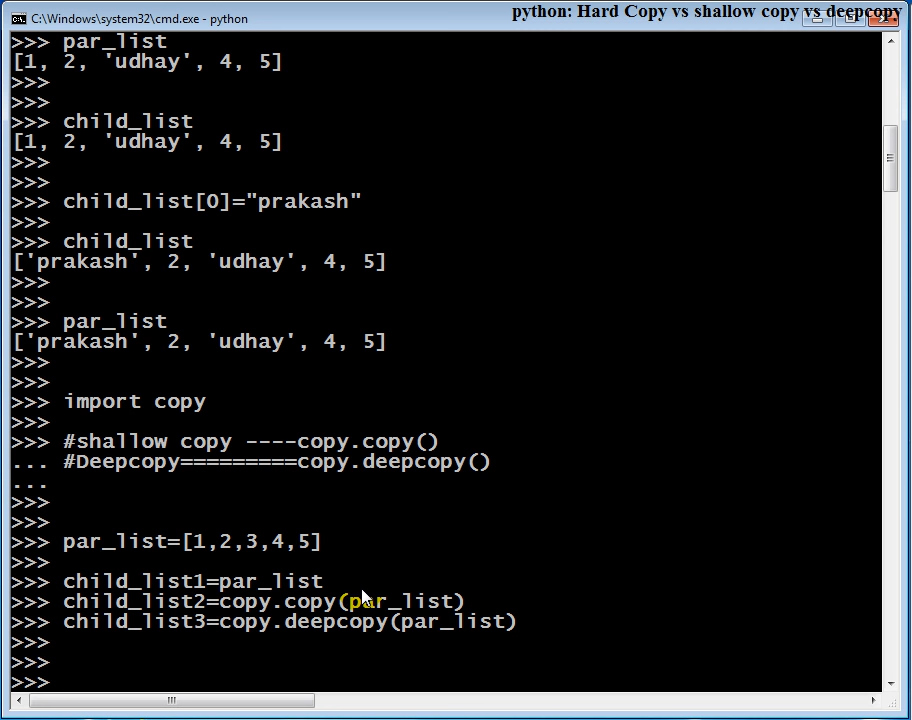 python: Hard Copy vs shallow copy vs deepcopy
C:\Windows\system32\cmd.exe - python
>>> par_list
[1, 2, 'udhay', 4, 5]
>>>
>>>
>>> child_list
[1, 2, 'udhay', 4, 5]
>>>
>>>
>>> child_list[0]="prakash"
>>>
>>> child_list
['prakash', 2, 'udhay', 4, 5]
>>>
>>>
>>> par_list
['prakash', 2, 'udhay', 4, 5]
>>>
>>>
>>> import copy
>>>
>>> #shallow copy ----copy.copy()
... #Deepcopy=========copy.deepcopy()
...
>>>
>>>
>>> par_list=[1,2,3,4,5]
>>>
>>> child_list1=par_list
>>> child_list2=copy.copy(par_list)
>>> child_list3=copy.deepcopy(par_list)
>>>
>>>
>>>